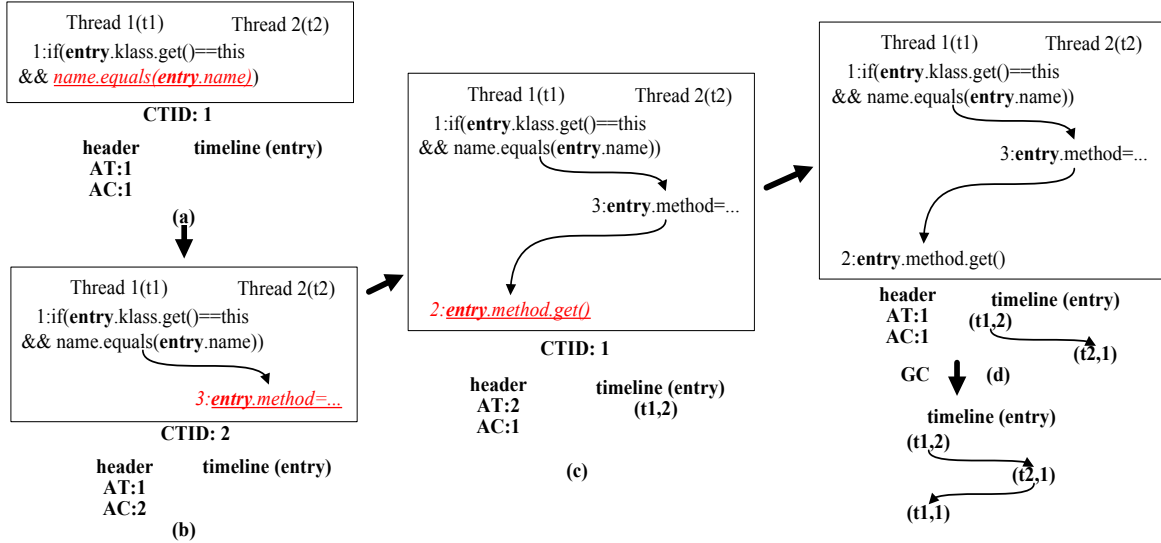 Thread 1(t1) Thread 2(t2)
1:if(entry.klass.get()==this
&& name.equals(entry.name))
CTID: 1
header timeline (entry)
AT:1
AC:1
(a)
Thread 1(t1) Thread 2(t2)
1:if(entry.klass.get()==this
&& name.equals(entry.name))
3:entry.method=...
CTID: 2
header timeline (entry)
AT:1
AC:2
(b)
Thread 1(t1) Thread 2(t2)
1:if(entry.klass.get()==this
&& name.equals(entry.name))
3:entry.method=...
2:entry.method.get()
CTID: 1
header timeline (entry)
AT:2 (t1,2)
AC:1
(c)
Thread 1(t1) Thread 2(t2)
1:if(entry.klass.get()==this
&& name.equals(entry.name))
3:entry.method=...
2:entry.method.get()
header timeline (entry)
AT:1 (t1,2)
AC:1 (t2,1)
GC (d)
timeline (entry)
(t1,2)
(t2,1)
(t1,1)